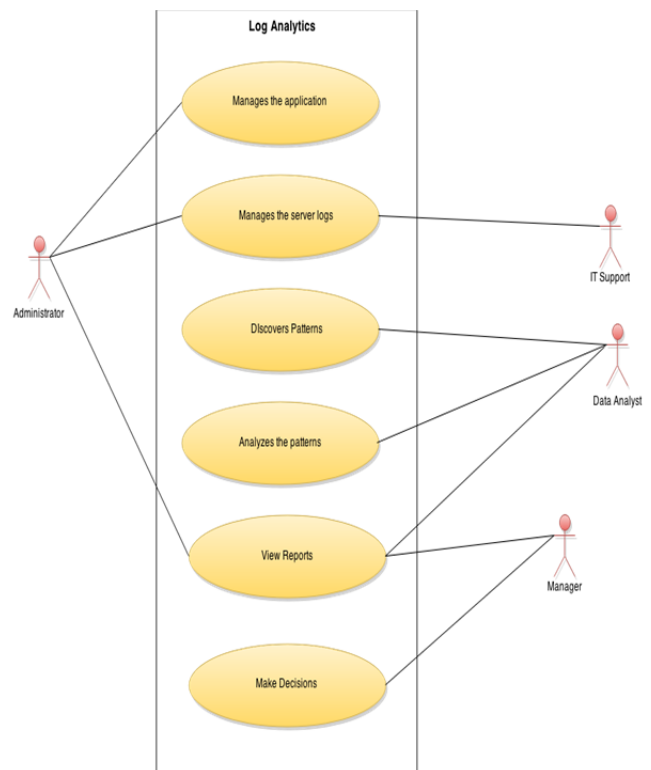 Log Analytics
Manages the application
Manages the server logs
IT Support
Administrator
DIscovers Patterns
Data Analyst
Analyzes the patterns
View Reports
Manager
Make Decisions